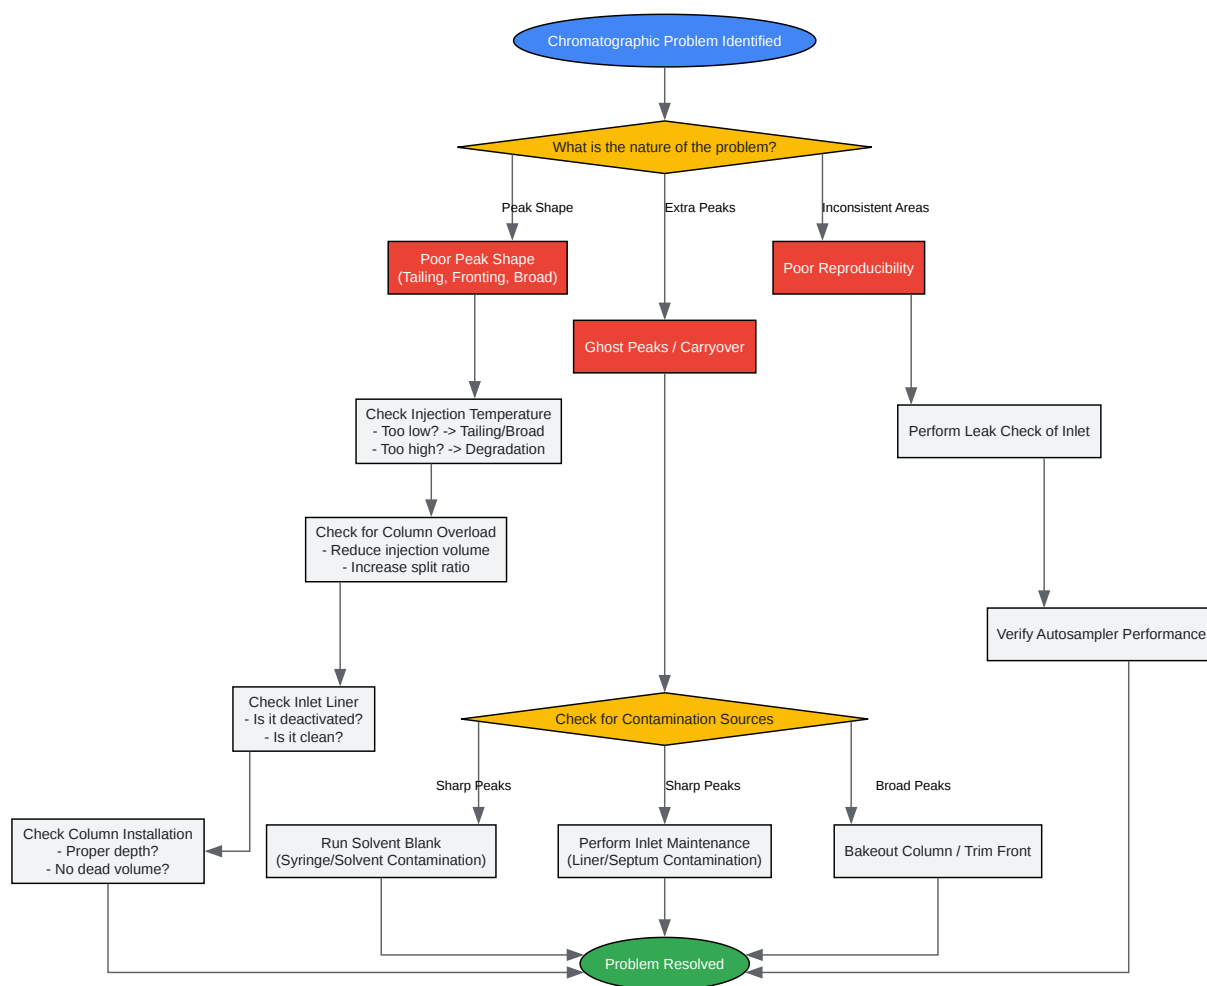 Chromatographic Problem Identified
What is the nature of the problem?
Peak Shape
Extra Peaks
Inconsistent Areas
Poor Peak Shape
(Tailing, Fronting, Broad)
Poor Reproducibility
Ghost Peaks / Carryover
Check Injection Temperature
- Too low? -> Tailing/Broad
- Too high? -> Degradation
Perform Leak Check of Inlet
Check for Column Overload
- Reduce injection volume
- Increase split ratio
Verify Autosampler Performance
Check Inlet Liner
- Is it deactivated?
- Is it clean?
Check for Contamination Sources
Sharp Peaks
Sharp Peaks
Broad Peaks
Check Column Installation
- Proper depth?
- No dead volume?
Run Solvent Blank
(Syringe/Solvent Contamination)
Perform Inlet Maintenance
(Liner/Septum Contamination)
Bakeout Column / Trim Front
Problem Resolved